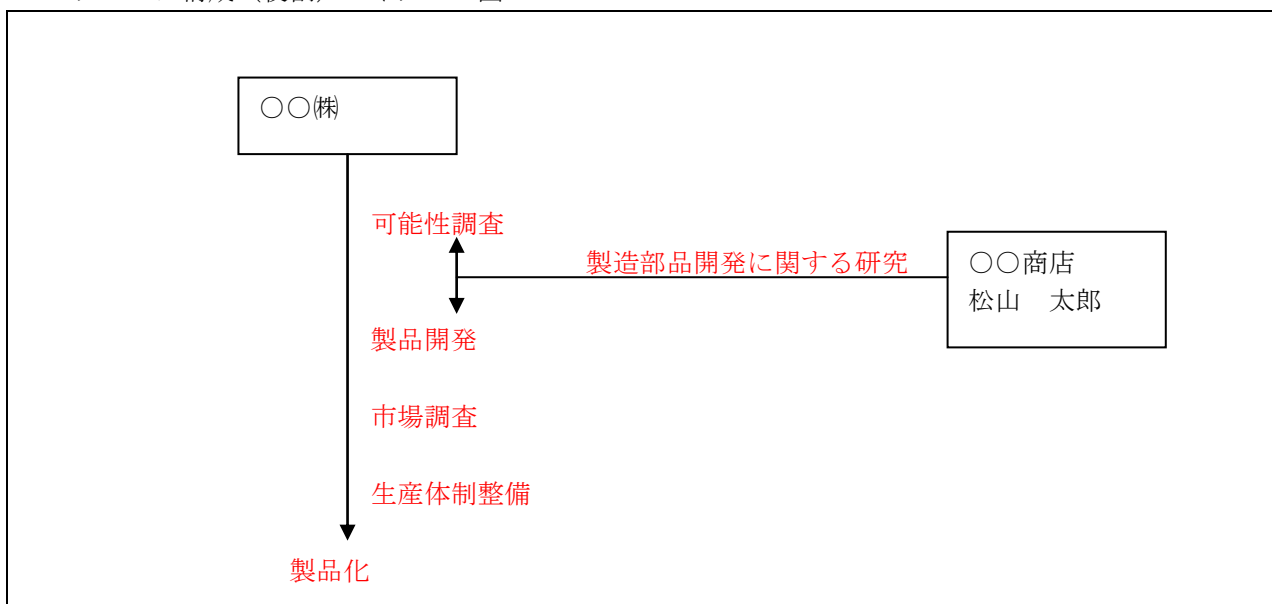 ○○㈱
可能性調査
製造部品開発に関する研究
○○商店
松山　太郎
製品開発
市場調査
生産体制整備
製品化